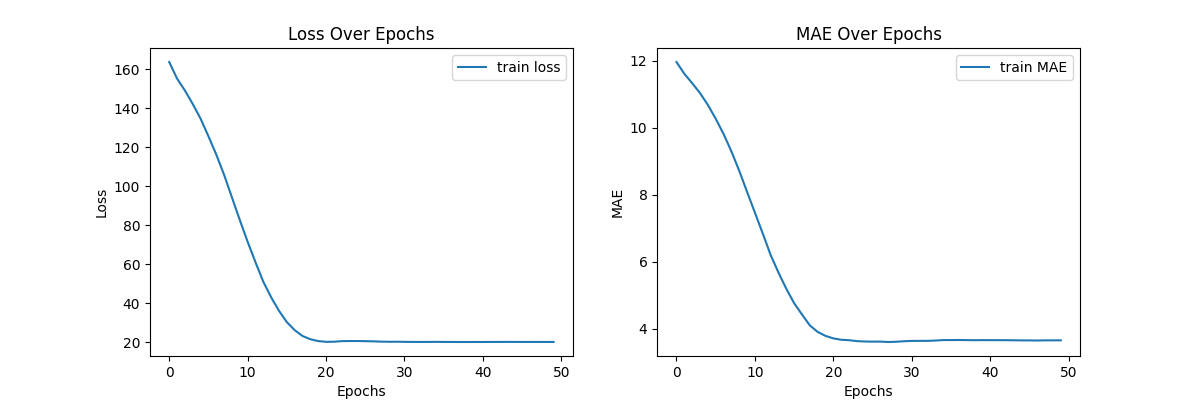 Loss Over Epochs
train loss
160
140
120
100
80
60
40
20
Loss
0 10 20 30 40 50
Epochs
MAE Over Epochs
train MAE
12
10
8
6
4
MAE
0 10 20 30 40 50
Epochs